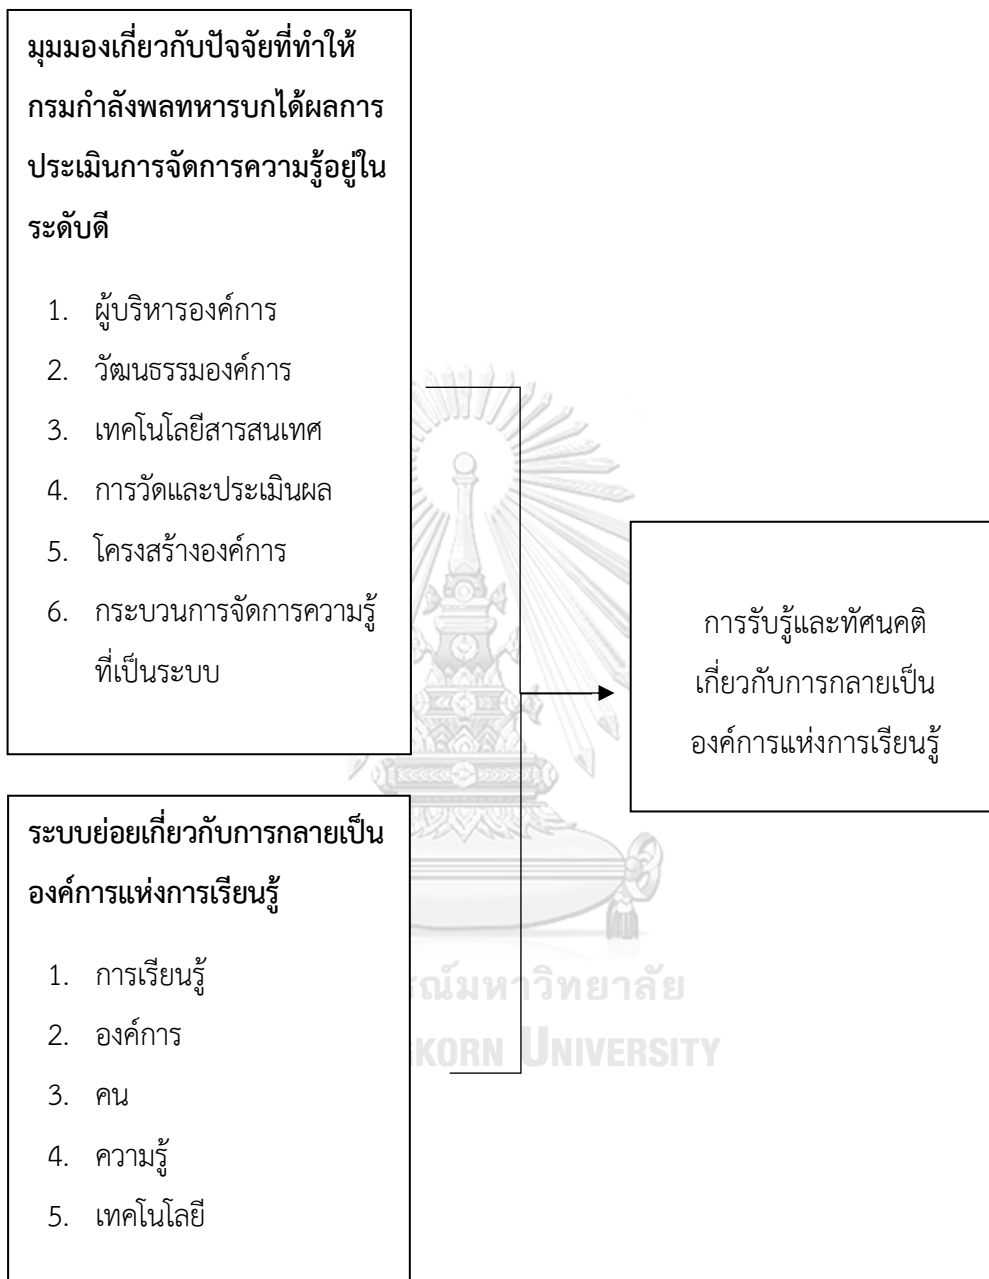 มุมมองเกี่ยวกับปัจจัยที่ทำให้
กรมกำลังพลทหารบกได้ผลการ
ประเมินการจัดการความรู้อยู่ใน
ระดับดี
1. ผู้บริหารองค์การ
2. วัฒนธรรมองค์การ
3. เทคโนโลยีสารสนเทศ
4. การวัดและประเมินผล
5. โครงสร้างองค์การ
6. กระบวนการจัดการความรู้
ที่เป็นระบบ
การรับรู้และทัศนคติ
เกี่ยวกับการกลายเป็น
องค์การแห่งการเรียนรู้
ระบบย่อยเกี่ยวกับการกลายเป็น
องค์การแห่งการเรียนรู้
1. การเรียนรู้
2. องค์การ
3. คน
4. ความรู้
5. เทคโนโลยี
รณ์มหาวิทยาลัย
KORN UNIVERSITY